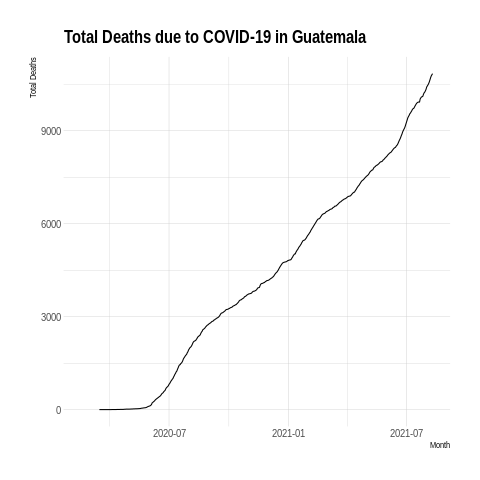 Total Deaths due to COVID-19 in Guatemala
Total Deaths
9000
6000
3000
0
2020-07
2021-01
2021-07
Month